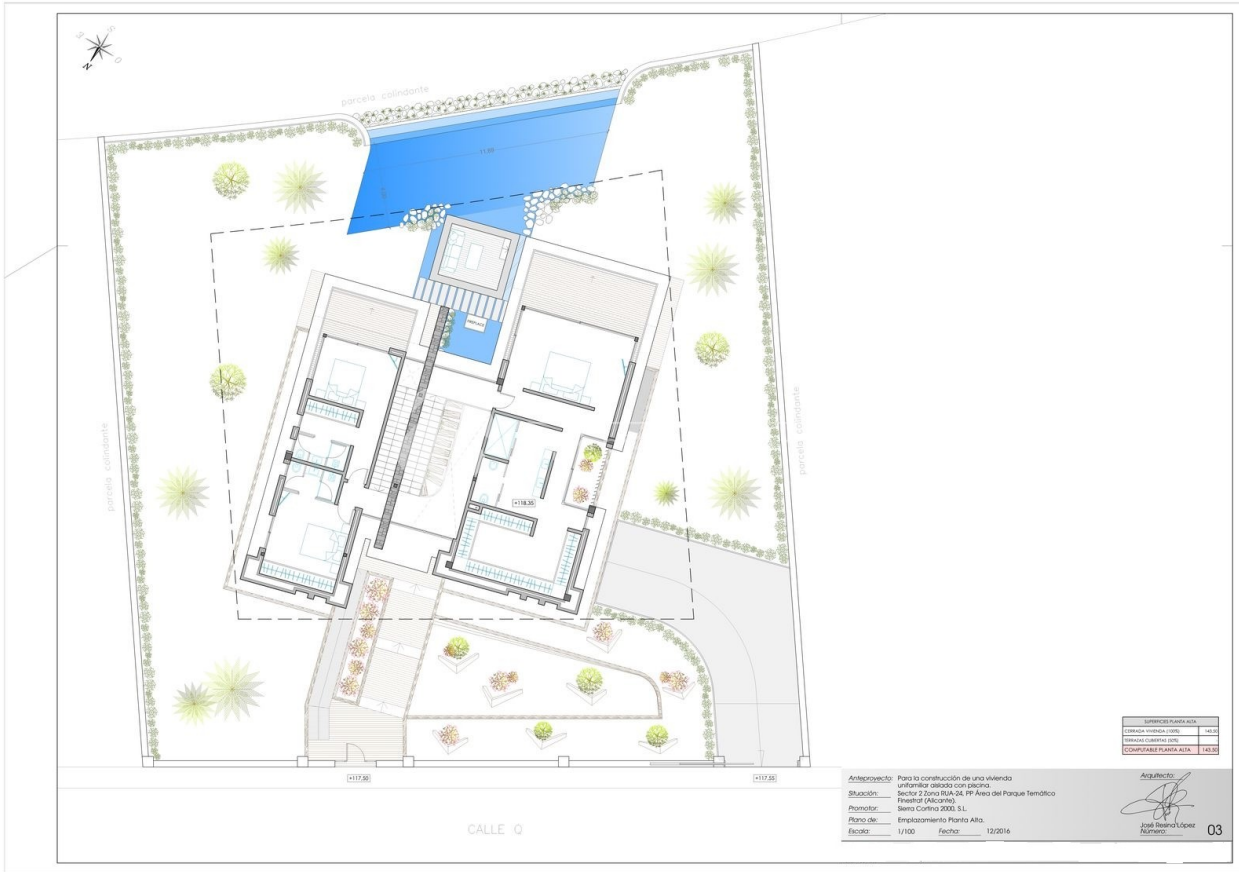 S
E
O
N
parcela colindante
11.85
parcela colindante
parcela colindante
FIREPLACE
+118.35
+117.50
+117.55
CALLE Q
SUPERFICIES PLANTA ALTA
CERRADA VIVIENDA (100%) 143,50
TERRAZAS CUBIERTAS (50%)
COMPUTABLE PLANTA ALTA 143,50
Anteproyecto: Para la construcción de una vivienda
unifamiliar aislada con piscina.
Situación: Sector 2 Zona RUA-24, PP Área del Parque Temático
Finestrat (Alicante).
Promotor: Sierra Cortina 2000, S.L.
Plano de: Emplazamiento Planta Alta.
Escala: 1/100 Fecha: 12/2016
Arquitecto:
José Resina López
Número: 03